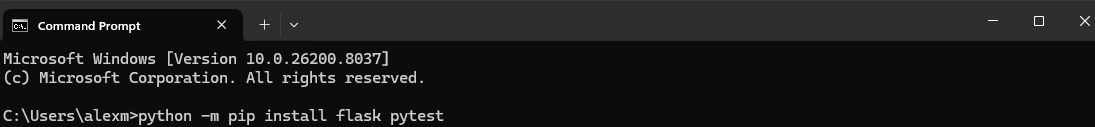 Command Prompt
Microsoft Windows [Version 10.0.26200.8037]
(c) Microsoft Corporation. All rights reserved.
C:\Users\alexm>python -m pip install flask pytest